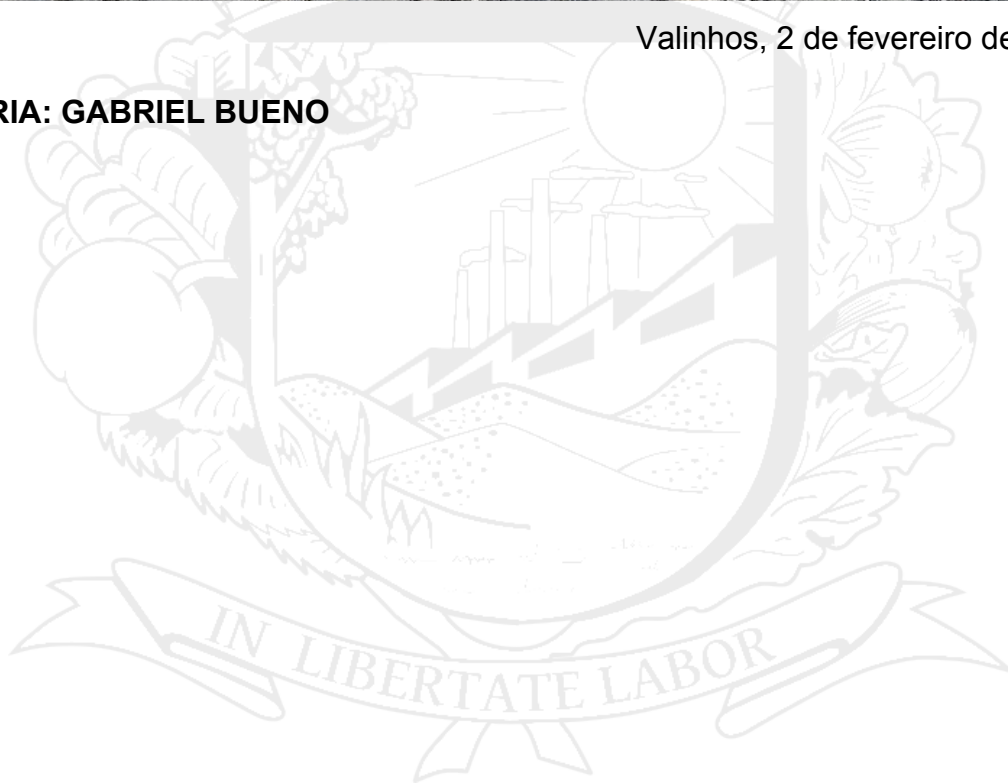 Valinhos, 2 de fevereiro de
RIA: GABRIEL BUENO
IN LIBERTATE LABOR